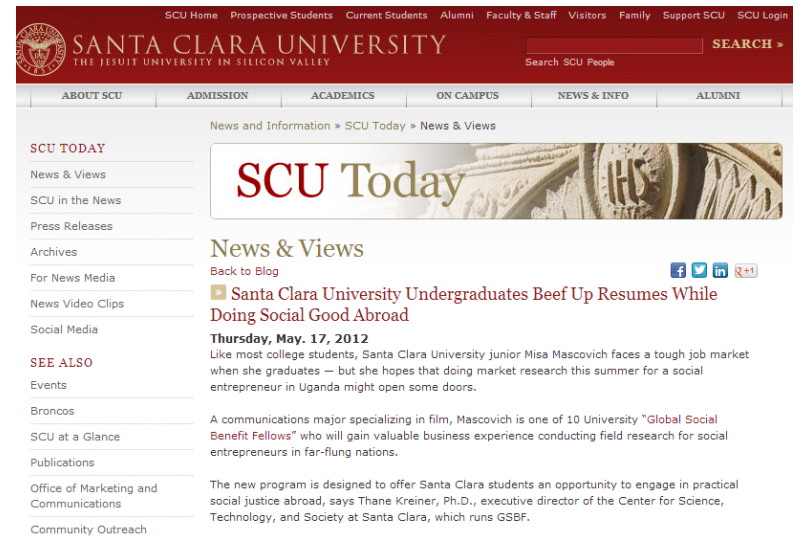 SCU Home Prospective Students Current Students Alumni Faculty & Staff Visitors Family Support SCU SCU Login
SANTA CLARA UNIVERSITY
THE JESUIT UNIVERSITY IN SILICON VALLEY
SEARCH »
Search SCU People
ABOUT SCU ADMISSION ACADEMICS ON CAMPUS NEWS & INFO ALUMNI
SCU TODAY
News & Views
SCU in the News
Press Releases
Archives
For News Media
News Video Clips
Social Media
SEE ALSO
Events
Broncos
SCU at a Glance
Publications
Office of Marketing and
Communications
Community Outreach
News and Information » SCU Today » News & Views
SCU Today
IHS
News & Views
Back to Blog
f in g+1
» Santa Clara University Undergraduates Beef Up Resumes While
Doing Social Good Abroad
Thursday, May. 17, 2012
Like most college students, Santa Clara University junior Misa Mascovich faces a tough job market
when she graduates — but she hopes that doing market research this summer for a social
entrepreneur in Uganda might open some doors.
A communications major specializing in film, Mascovich is one of 10 University “Global Social
Benefit Fellows” who will gain valuable business experience conducting field research for social
entrepreneurs in far-flung nations.
The new program is designed to offer Santa Clara students an opportunity to engage in practical
social justice abroad, says Thane Kreiner, Ph.D., executive director of the Center for Science,
Technology, and Society at Santa Clara, which runs GSBF.